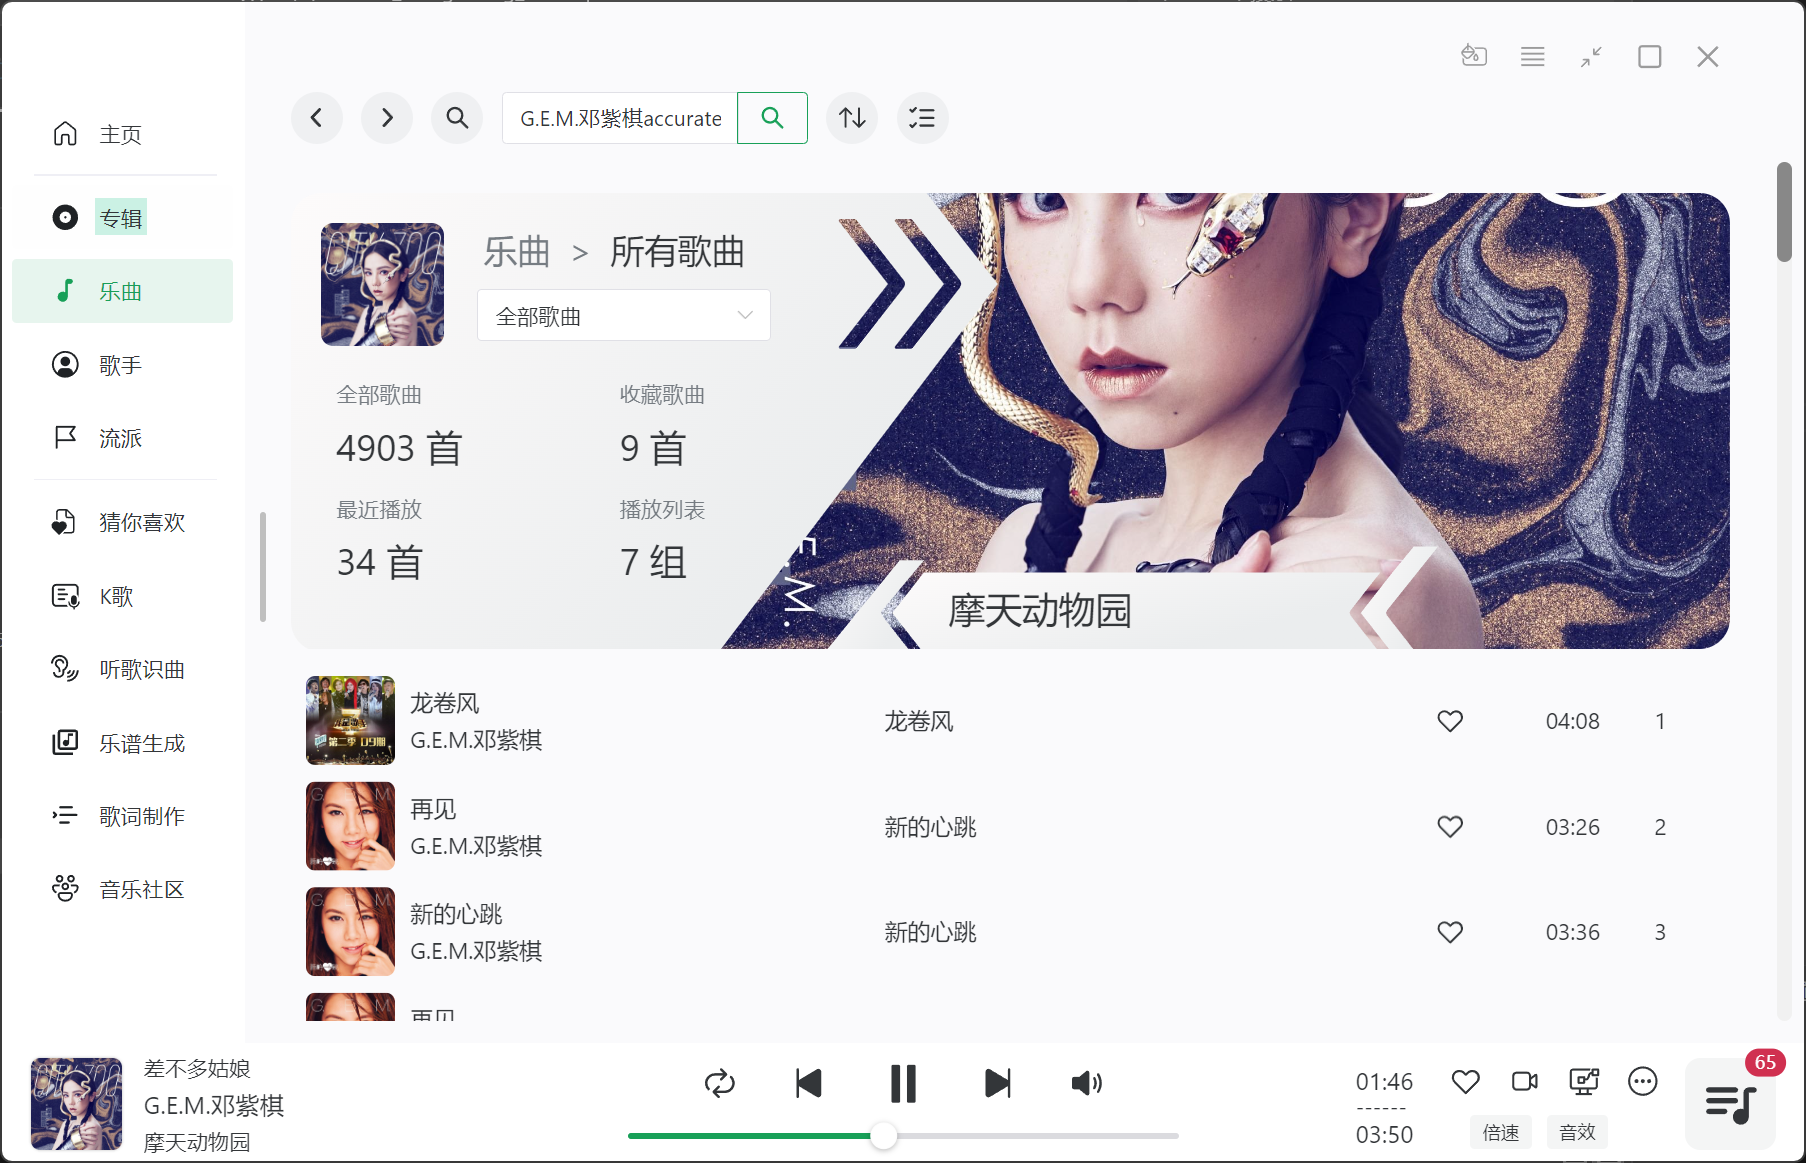 主页
专辑
乐曲
歌手
流派
猜你喜欢
K歌
听歌识曲
乐谱生成
歌词制作
音乐社区
G.E.M.邓紫棋accurate
乐曲 > 所有歌曲
全部歌曲
全部歌曲
收藏歌曲
4903 首
9 首
最近播放
播放列表
34 首
7 组
E.M.
摩天动物园
第二季 09期
龙卷风
G.E.M.邓紫棋
龙卷风
04:08
1
再见
G.E.M.邓紫棋
新的心跳
03:26
2
新的心跳
G.E.M.邓紫棋
新的心跳
03:36
3
再见
差不多姑娘
G.E.M.邓紫棋
摩天动物园
01:46
------
03:50
倍速
音效
65